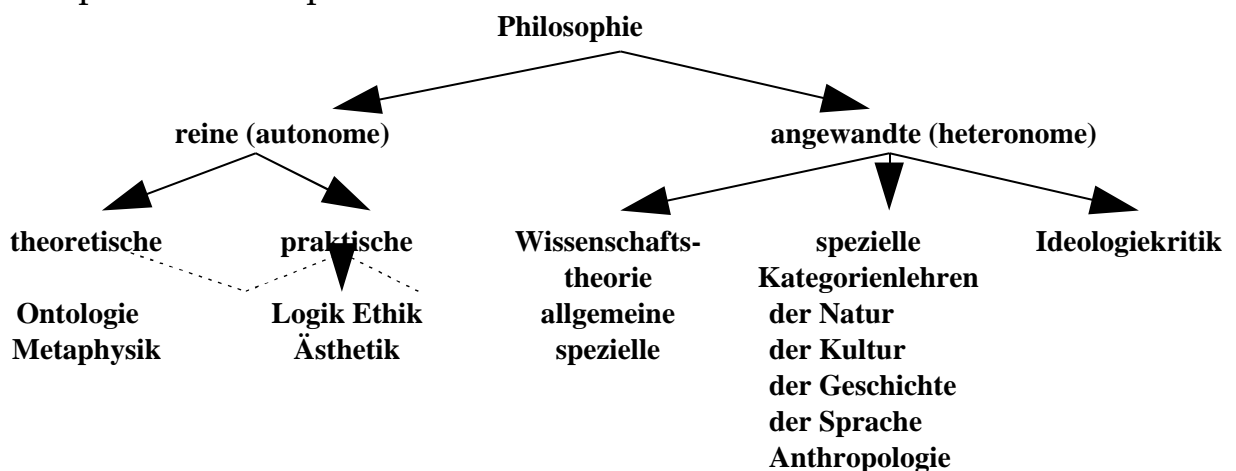 Philosophie
reine (autonome)
angewandte (heteronome)
theoretische
praktische
Wissenschafts-
theorie
allgemeine
spezielle
spezielle
Kategorienlehren
der Natur
der Kultur
der Geschichte
der Sprache
Anthropologie
Ideologiekritik
Ontologie
Metaphysik
Logik Ethik
Ästhetik